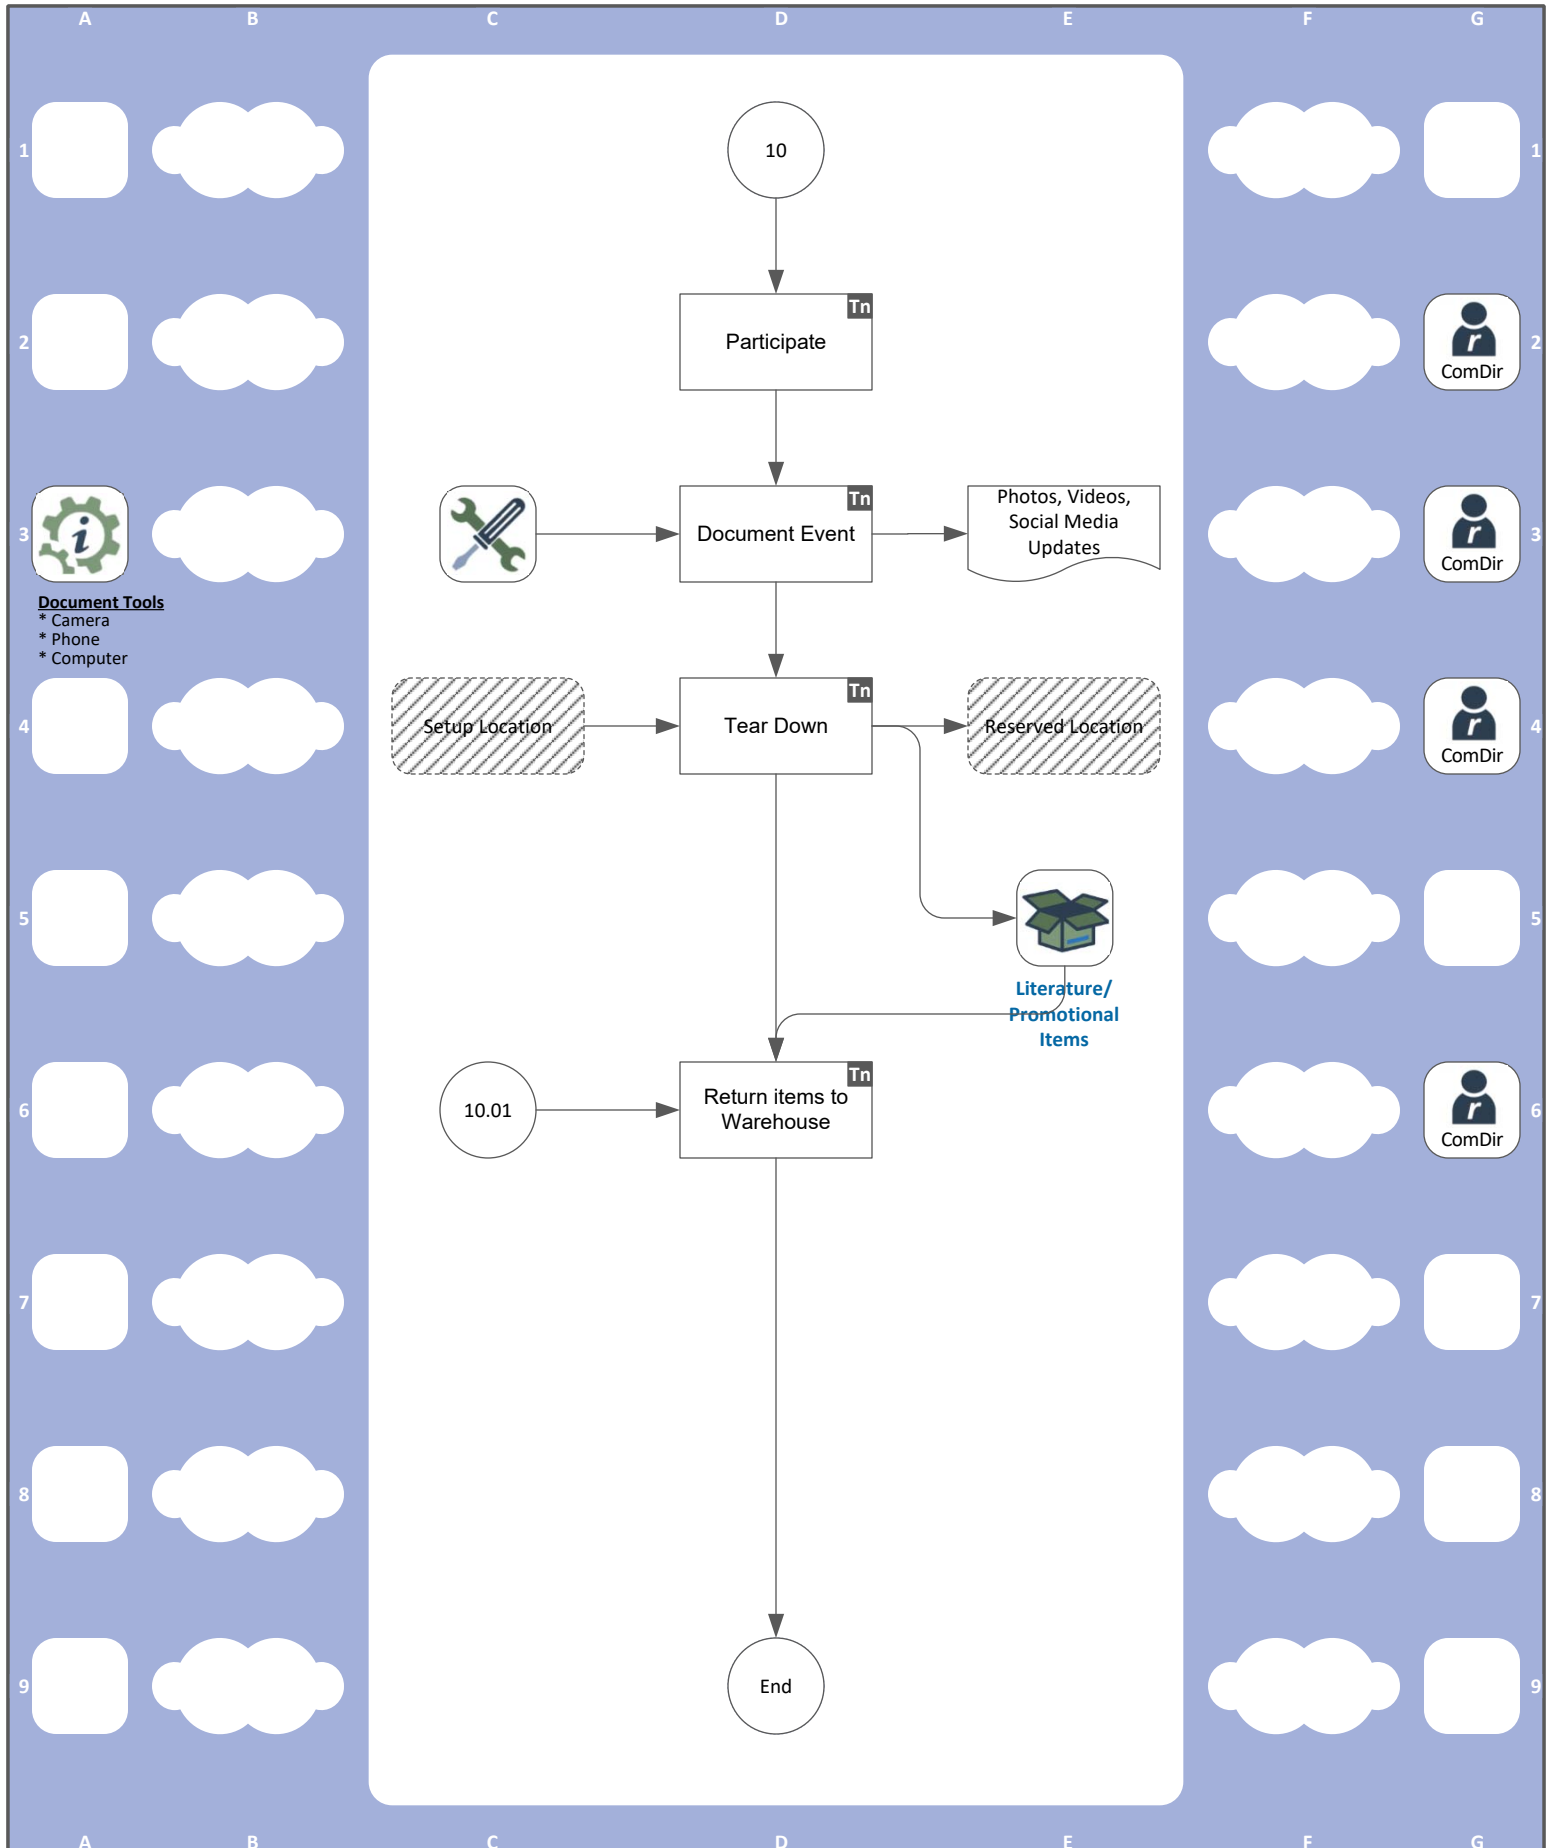 A B C D E F G
1 10 1
Tn
2 Participate r 2
ComDir
Tn Photos, Videos,
3 i Document Event Social Media r 3
Updates
ComDir
Document Tools
* Camera
* Phone
* Computer
Tn
4 Setup Location Tear Down Reserved Location r 4
ComDir
5 5
Literature/
Promotional
Items
Tn
6 10.01 Return items to r 6
Warehouse
ComDir
7 7
8 8
9 End 9
A B C D E F G